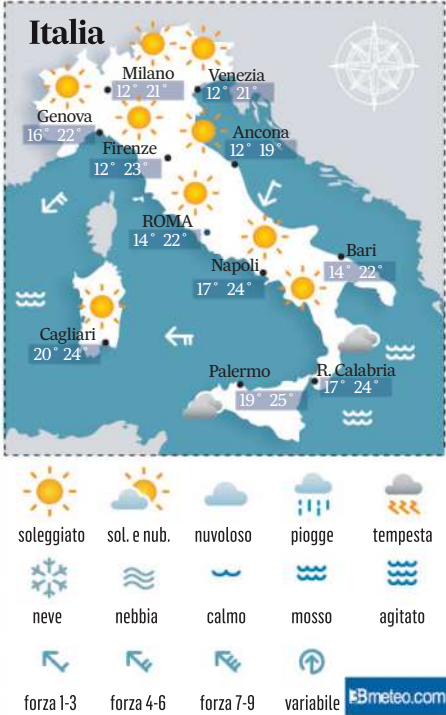 Italia
Milano
12° 21°
Venezia
12° 21°
Genova
16° 22°
Ancona
12° 19°
Firenze
12° 23°
ROMA
14° 22°
Bari
14° 22°
Napoli
17° 24°
Cagliari
20° 24°
Palermo
19° 25°
R. Calabria
17° 24°
soleggiato sol. e nub. nuvoloso piogge tempesta
neve nebbia calmo mosso agitato
forza 1-3 forza 4-6 forza 7-9 variabile
3Bmeteo.com